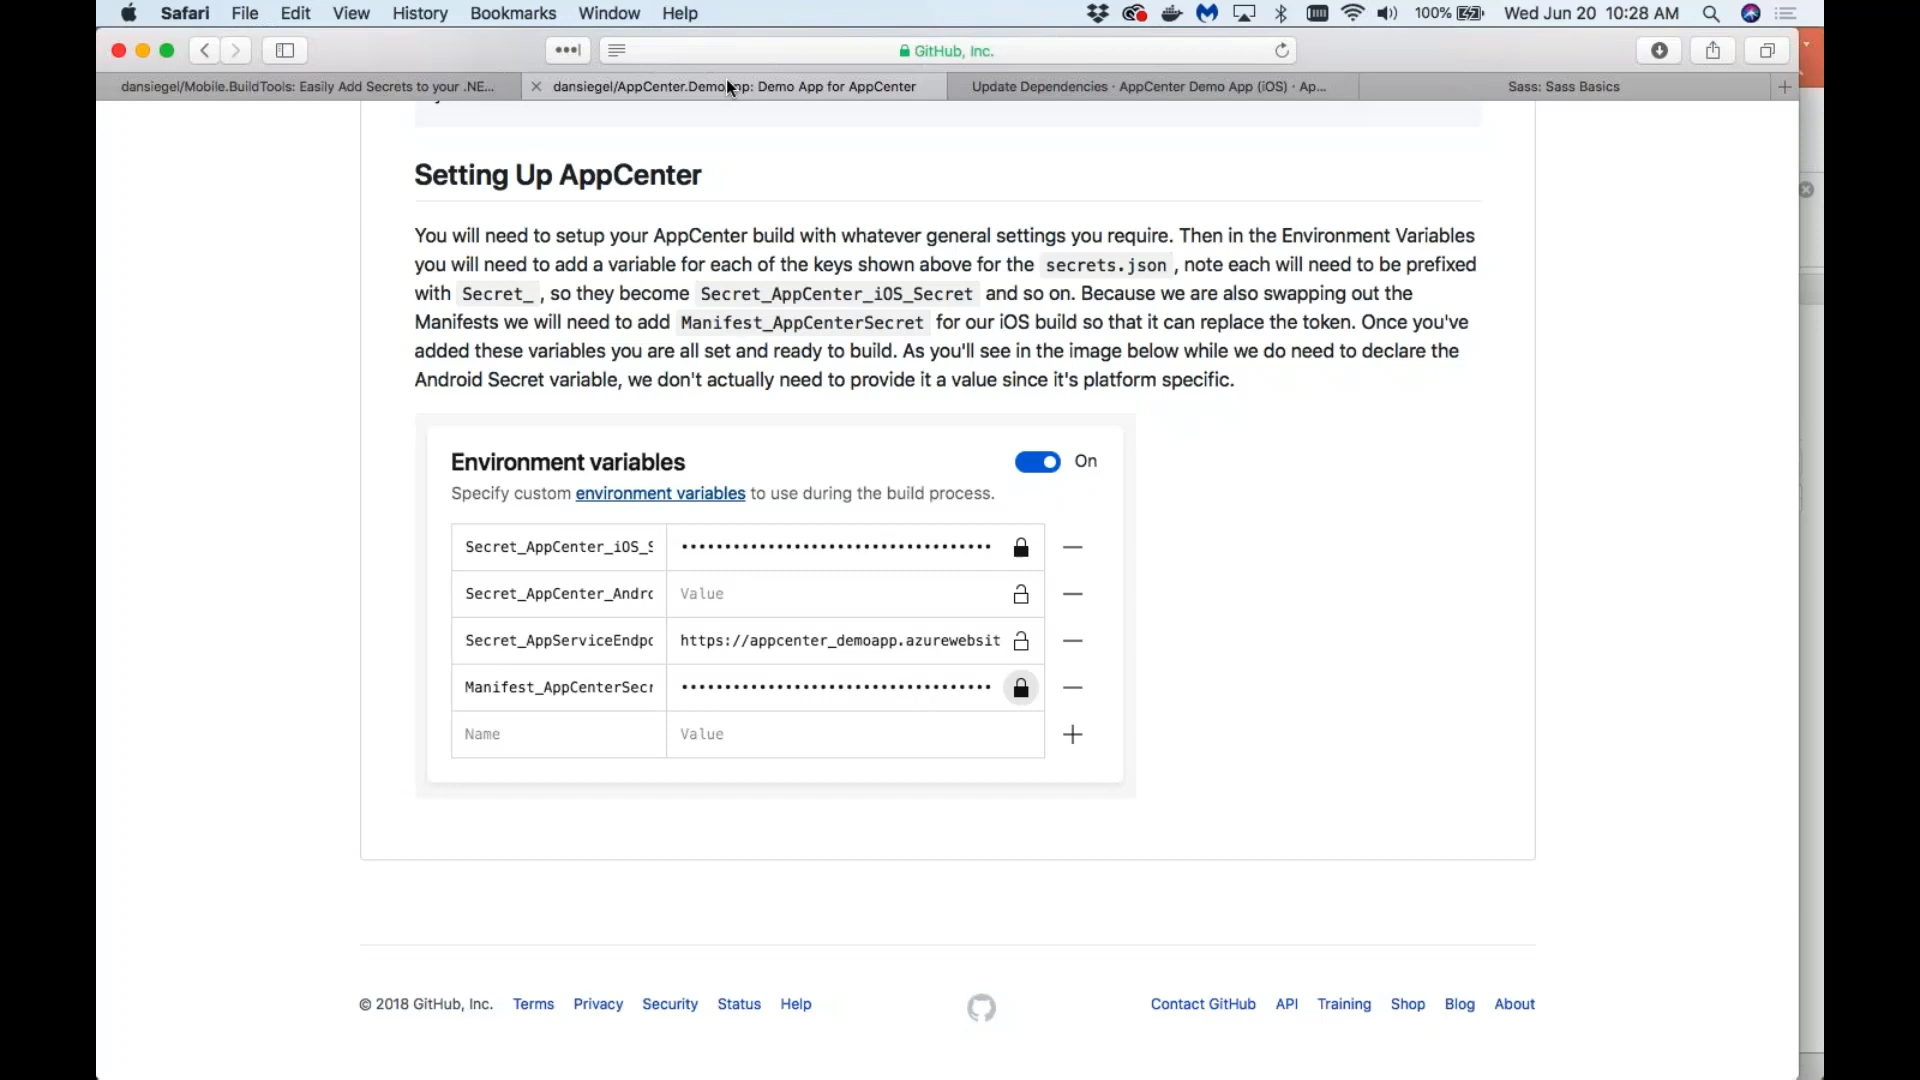 Safari File Edit View History Bookmarks Window Help 100% Wed Jun 20 10:28 AM
GitHub, Inc.
dansiegel/Mobile.BuildTools: Easily Add Secrets to your .NE... dansiegel/AppCenter.DemoApp: Demo App for AppCenter Update Dependencies · AppCenter Demo App (iOS) · Ap... Sass: Sass Basics
Setting Up AppCenter
You will need to setup your AppCenter build with whatever general settings you require. Then in the Environment Variables
you will need to add a variable for each of the keys shown above for the secrets.json , note each will need to be prefixed
with Secret_ , so they become Secret_AppCenter_iOS_Secret and so on. Because we are also swapping out the
Manifests we will need to add Manifest_AppCenterSecret for our iOS build so that it can replace the token. Once you've
added these variables you are all set and ready to build. As you'll see in the image below while we do need to declare the
Android Secret variable, we don't actually need to provide it a value since it's platform specific.
Environment variables On
Specify custom environment variables to use during the build process.
Secret_AppCenter_iOS_S
Secret_AppCenter_Andro Value
Secret_AppServiceEndpo https://appcenter_demoapp.azurewebsit
Manifest_AppCenterSecr
Name Value
© 2018 GitHub, Inc. Terms Privacy Security Status Help Contact GitHub API Training Shop Blog About